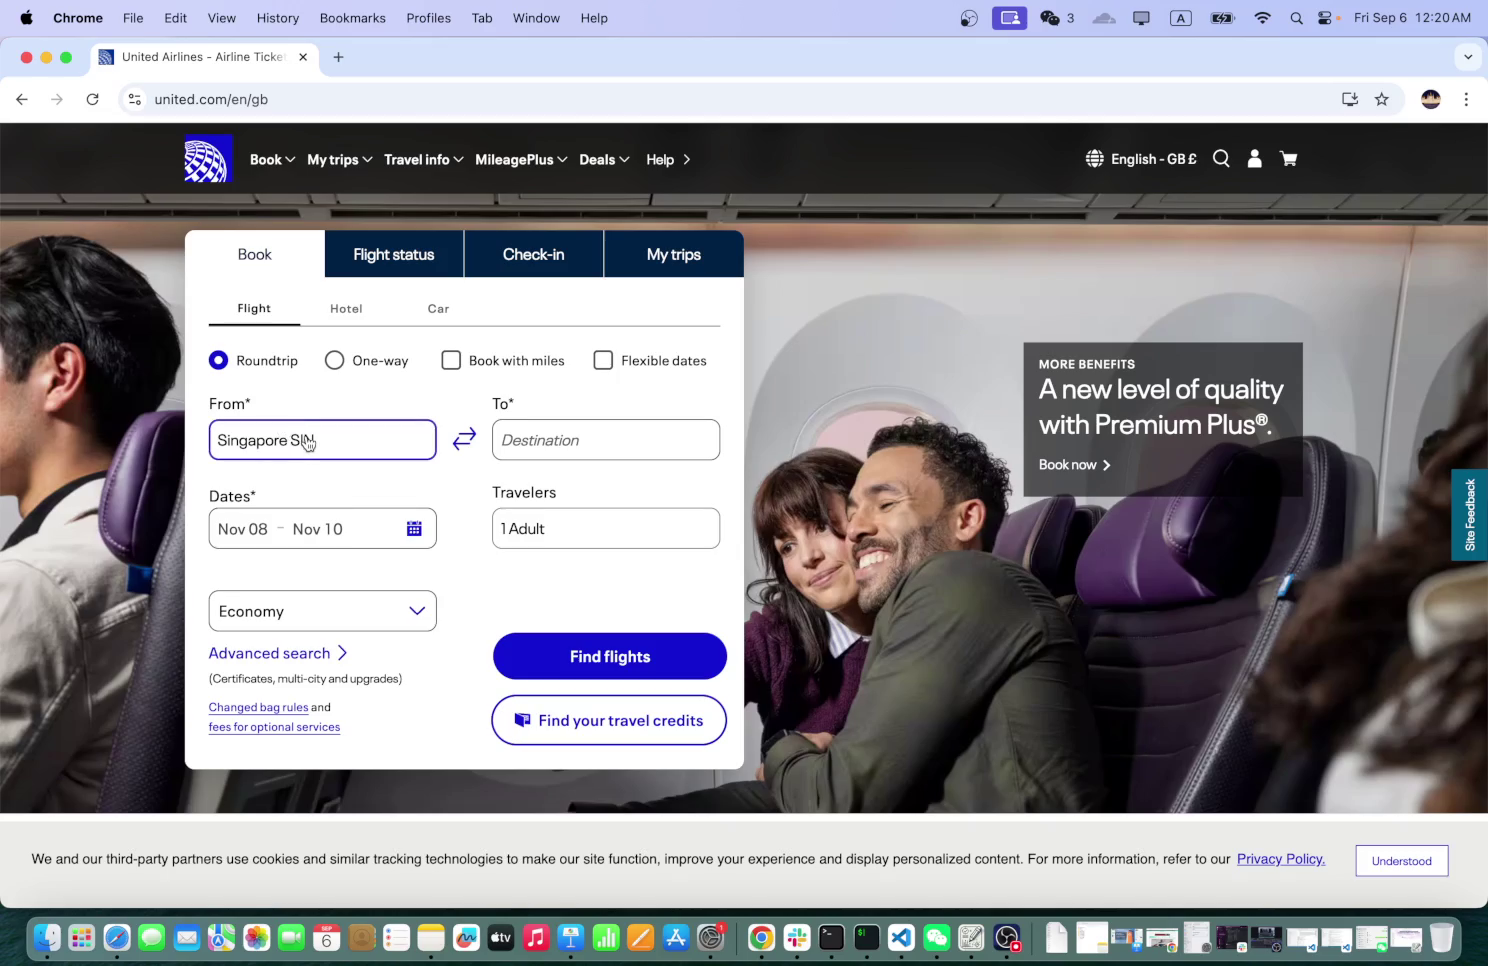 Chrome File Edit View History Bookmarks Profiles Tab Window Help 3 A Fri Sep 6 12:20 AM
United Airlines - Airline Ticke
united.com/en/gb
Book My trips Travel info MileagePlus Deals Help English - GB £
Book Flight status Check-in My trips
Flight Hotel Car
Roundtrip One-way Book with miles Flexible dates
From* To*
Singapore Destination
Dates* Travelers
Nov 08 - Nov 10 1 Adult
Economy
Advanced search
(Certificates, multi-city and upgrades)
Changed bag rules and
fees for optional services
Find flights
Find your travel credits
MORE BENEFITS
A new level of quality
with Premium Plus®.
Book now
Site Feedback
We and our third-party partners use cookies and similar tracking technologies to make our site function, improve your experience and display personalized content. For more information, refer to our Privacy Policy.
Understood
SEP
6
tv
1